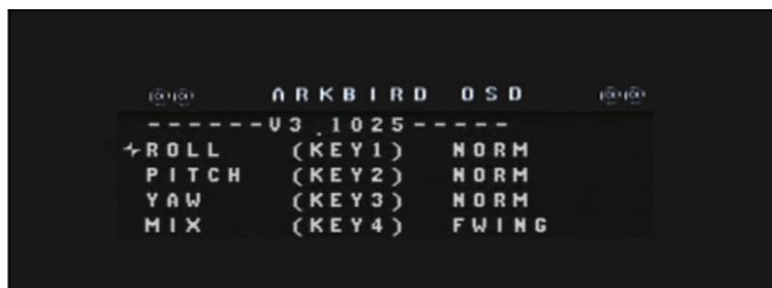 ARKBIRD OSD
------V3.1025-----
ROLL (KEY1) NORM
PITCH (KEY2) NORM
YAW (KEY3) NORM
MIX (KEY4) FWING